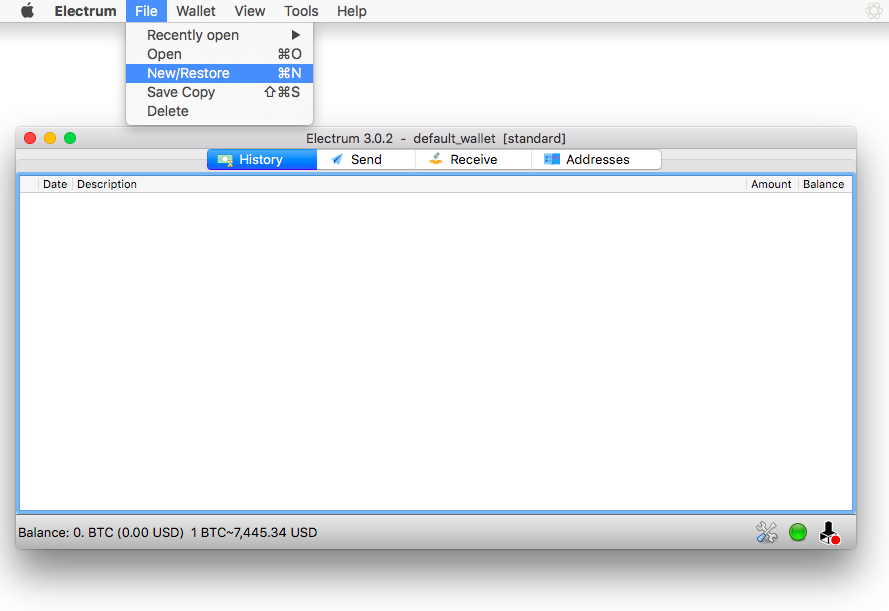 Electrum File Wallet View Tools Help
Recently open ▶
Open ⌘O
New/Restore ⌘N
Save Copy ⇧⌘S
Delete
Electrum 3.0.2 - default_wallet [standard]
History Send Receive Addresses
Date Description Amount Balance
Balance: 0. BTC (0.00 USD) 1 BTC~7,445.34 USD